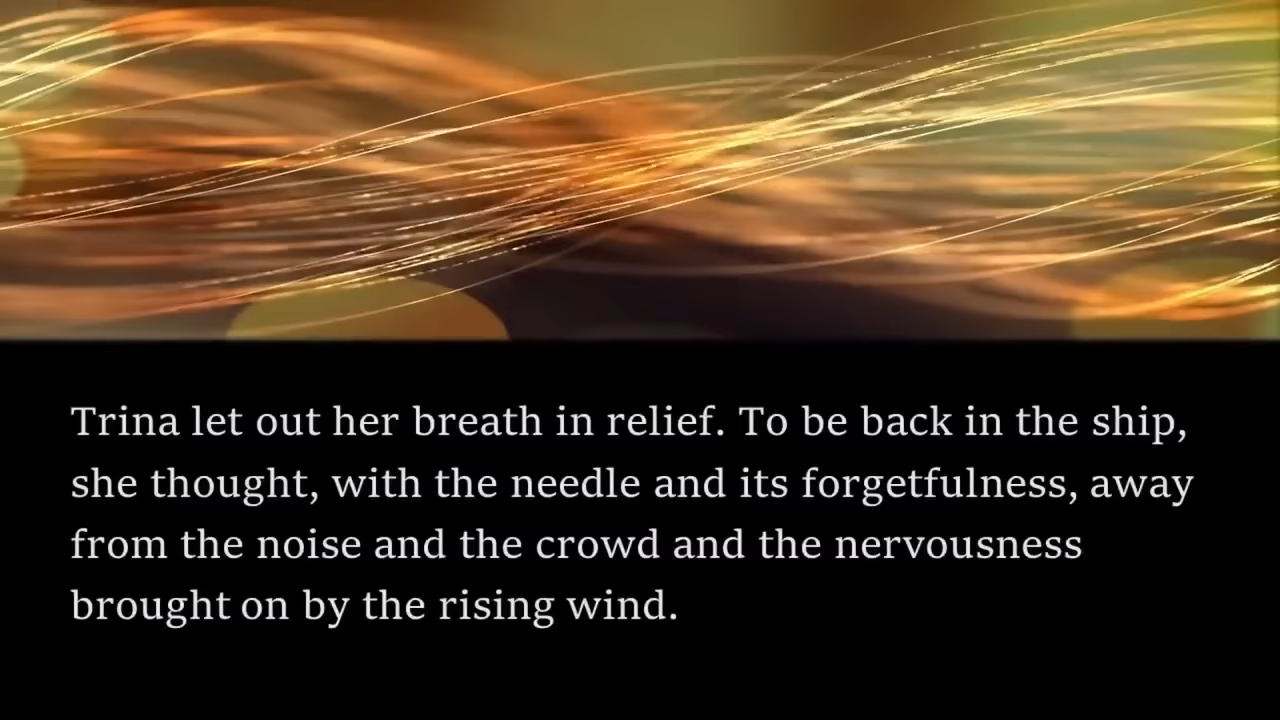 Trina let out her breath in relief. To be back in the ship,
she thought, with the needle and its forgetfulness, away
from the noise and the crowd and the nervousness
brought on by the rising wind.